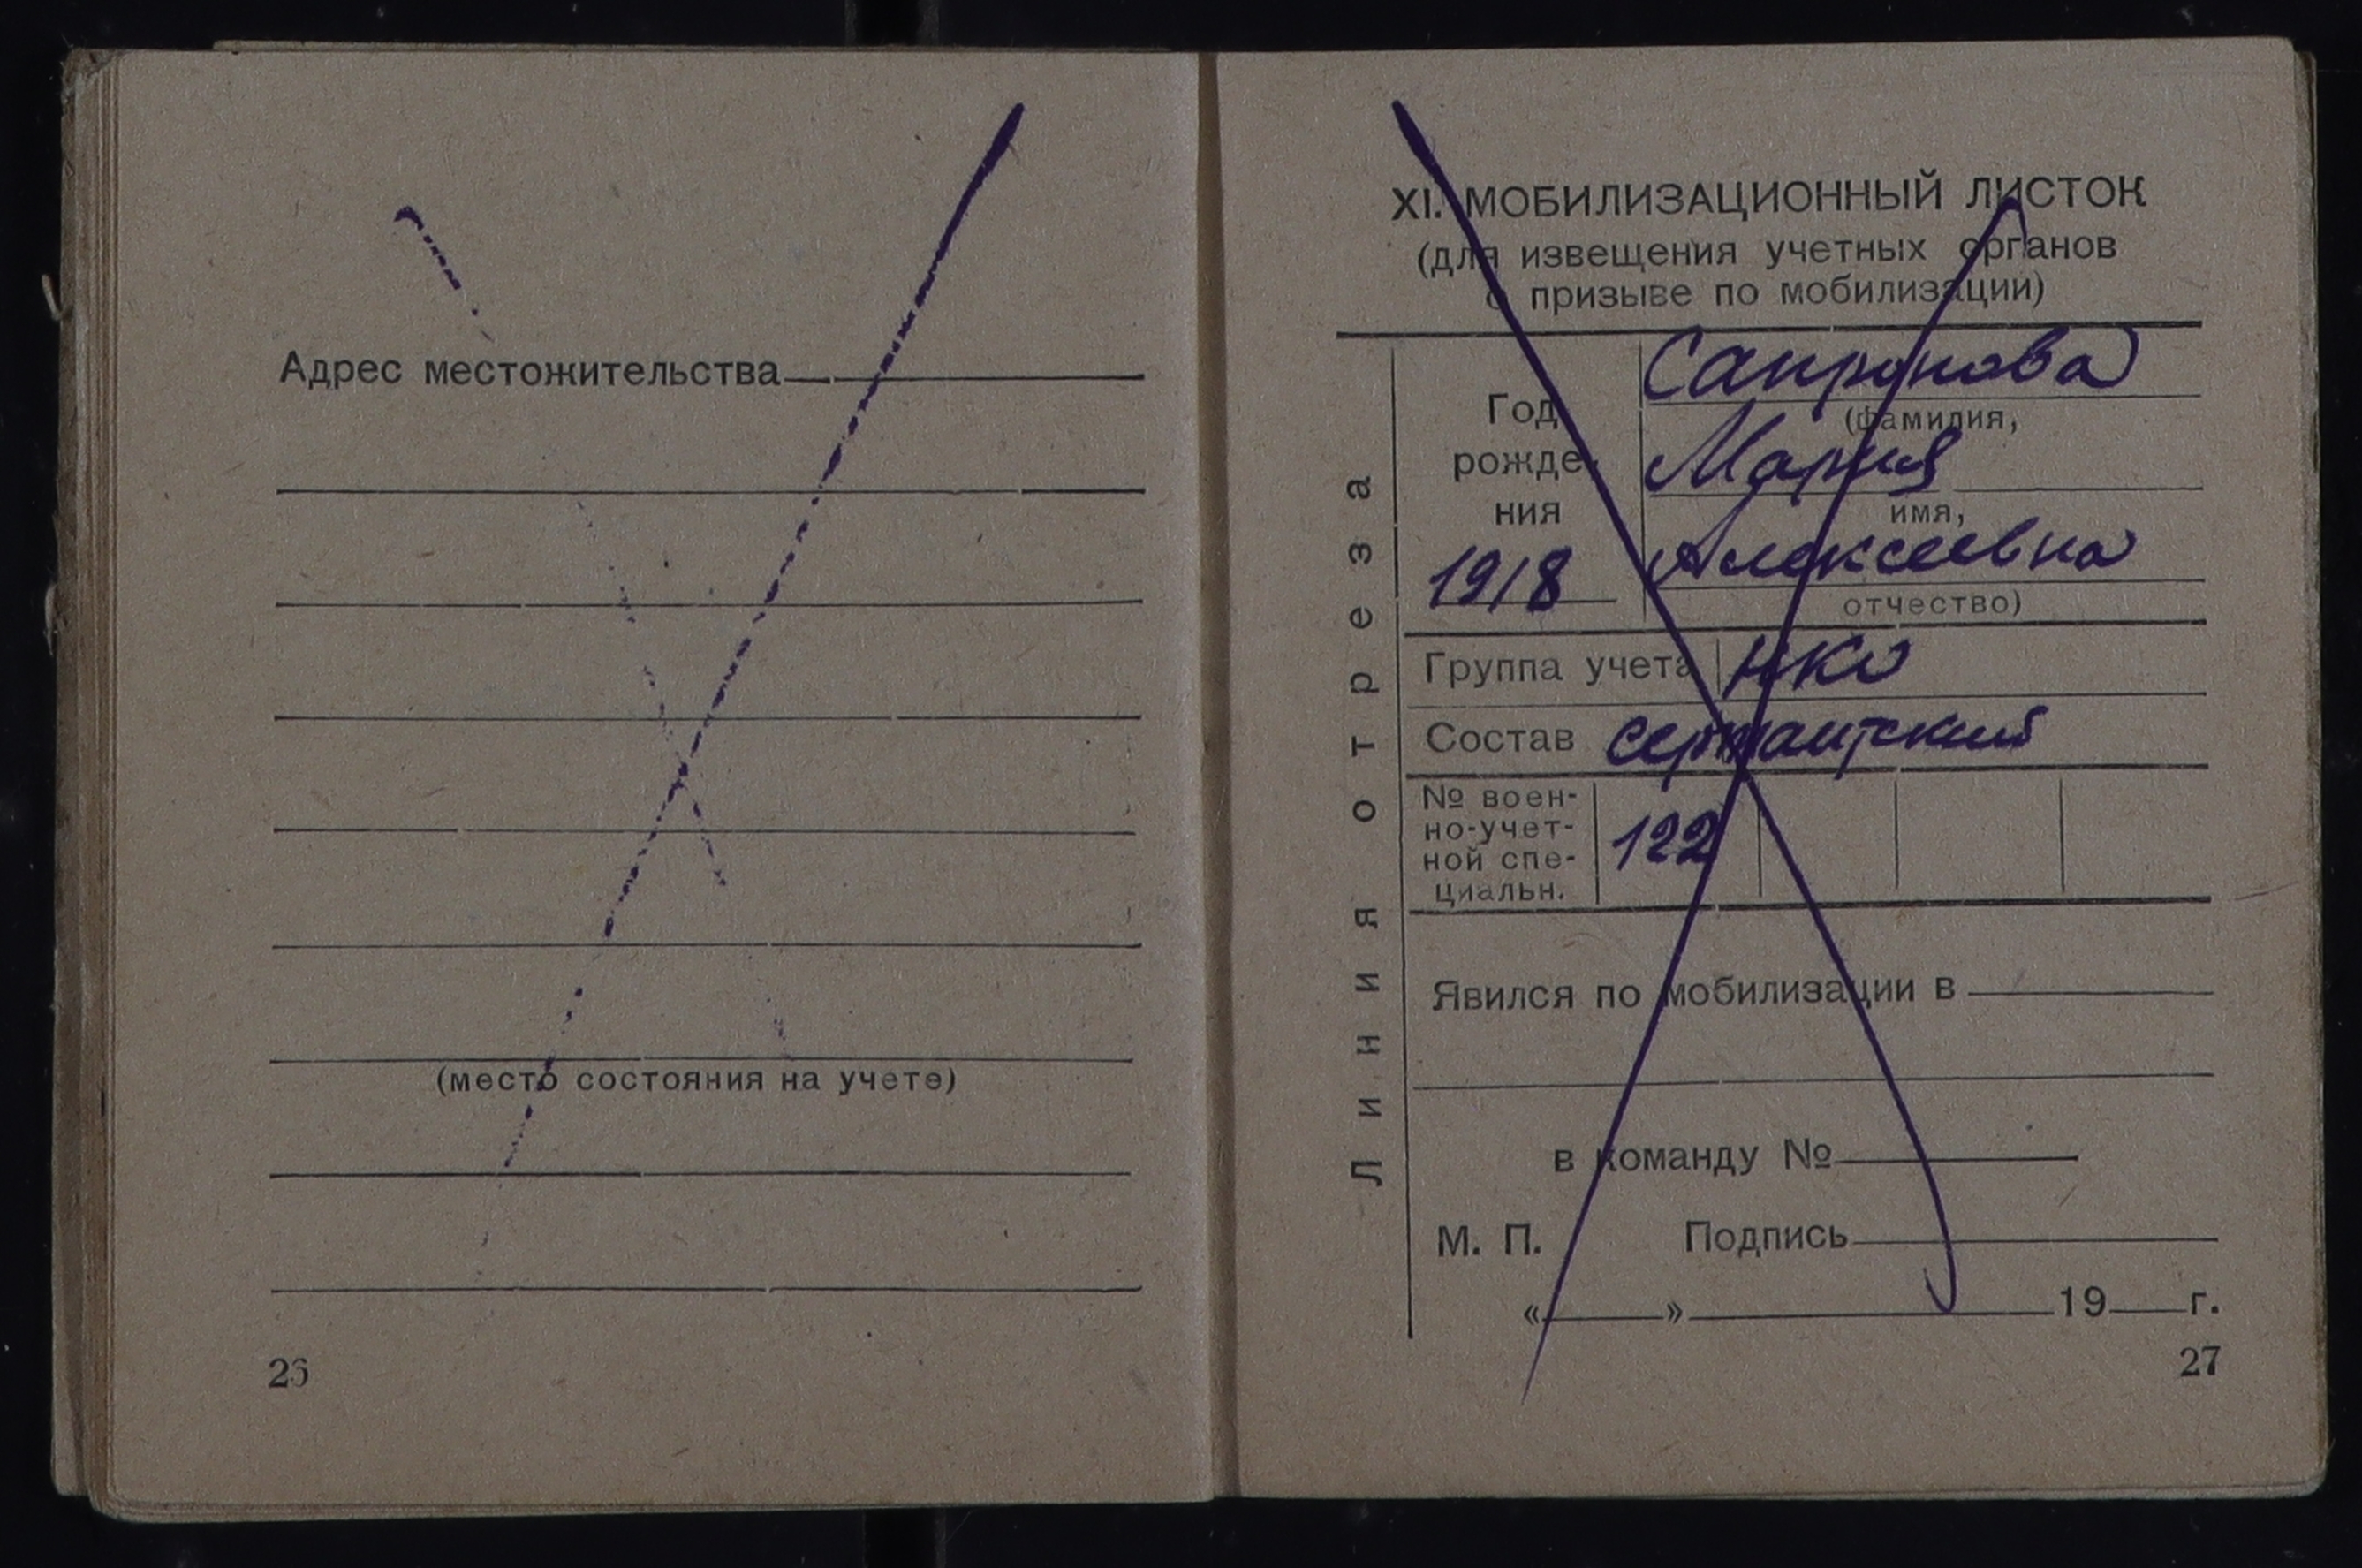 Адрес местожительства
(место состояния на учете)
26
XI. МОБИЛИЗАЦИОННЫЙ ЛИСТОК
(для извещения учетных органов
о призыве по мобилизации)
Линия отреза
Год
рожде-
ния
1918
Сапронова
(фамилия,
Мария
имя,
Алексеевна
отчество)
Группа учета НКО
Состав сержантский
№ воен-
но-учет-
ной спе-
циальн.
122
Явился по мобилизации в
в команду №
М. П. Подпись
« » 19 г.
27